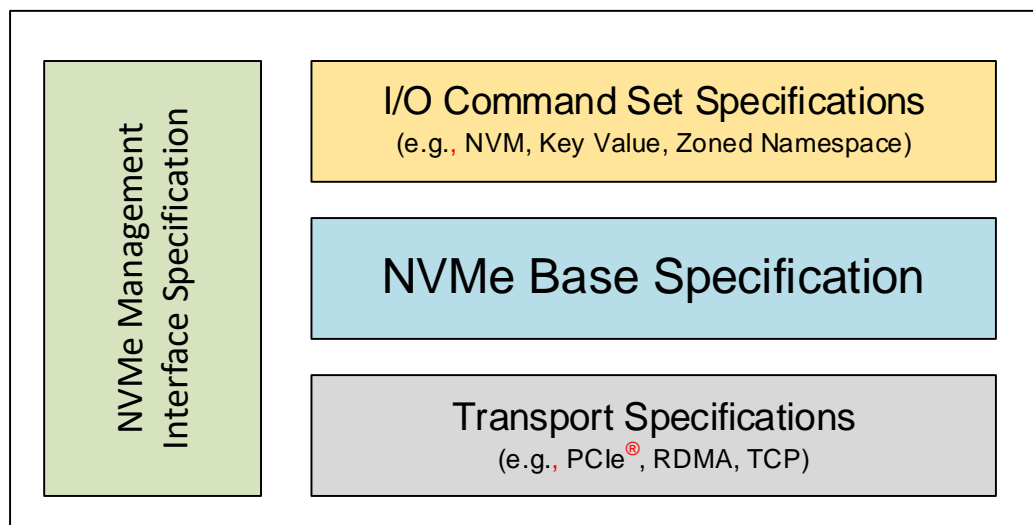 NVMe Management
Interface Specification
I/O Command Set Specifications
(e.g., NVM, Key Value, Zoned Namespace)
NVMe Base Specification
Transport Specifications
(e.g., PCIe®, RDMA, TCP)